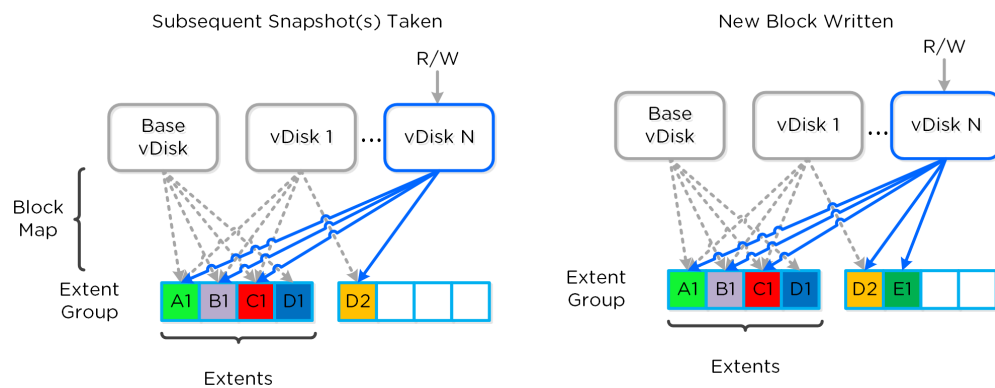 Subsequent Snapshot(s) Taken
R/W
Base
vDisk
vDisk 1
...
vDisk N
Block
Map
Extent
Group
A1
B1
C1
D1
D2
Extents
New Block Written
R/W
Base
vDisk
vDisk 1
...
vDisk N
Extent
Group
A1
B1
C1
D1
D2
E1
Extents